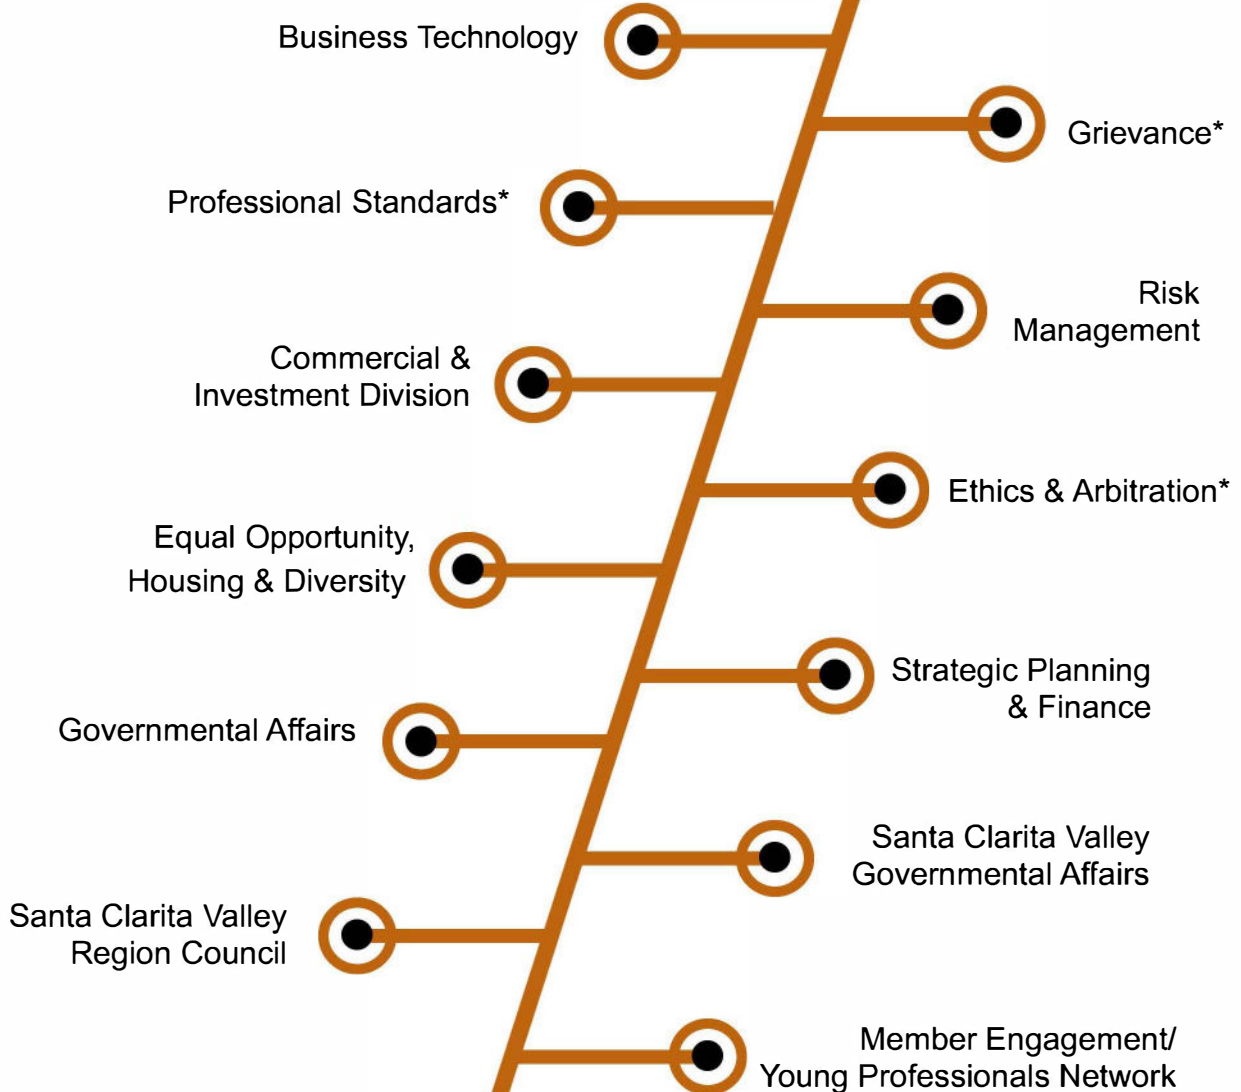 Business Technology
Grievance*
Professional Standards*
Risk
Management
Commercial &
Investment Division
Ethics & Arbitration*
Equal Opportunity,
Housing & Diversity
Strategic Planning
& Finance
Governmental Affairs
Santa Clarita Valley
Governmental Affairs
Santa Clarita Valley
Region Council
Member Engagement/
Young Professionals Network